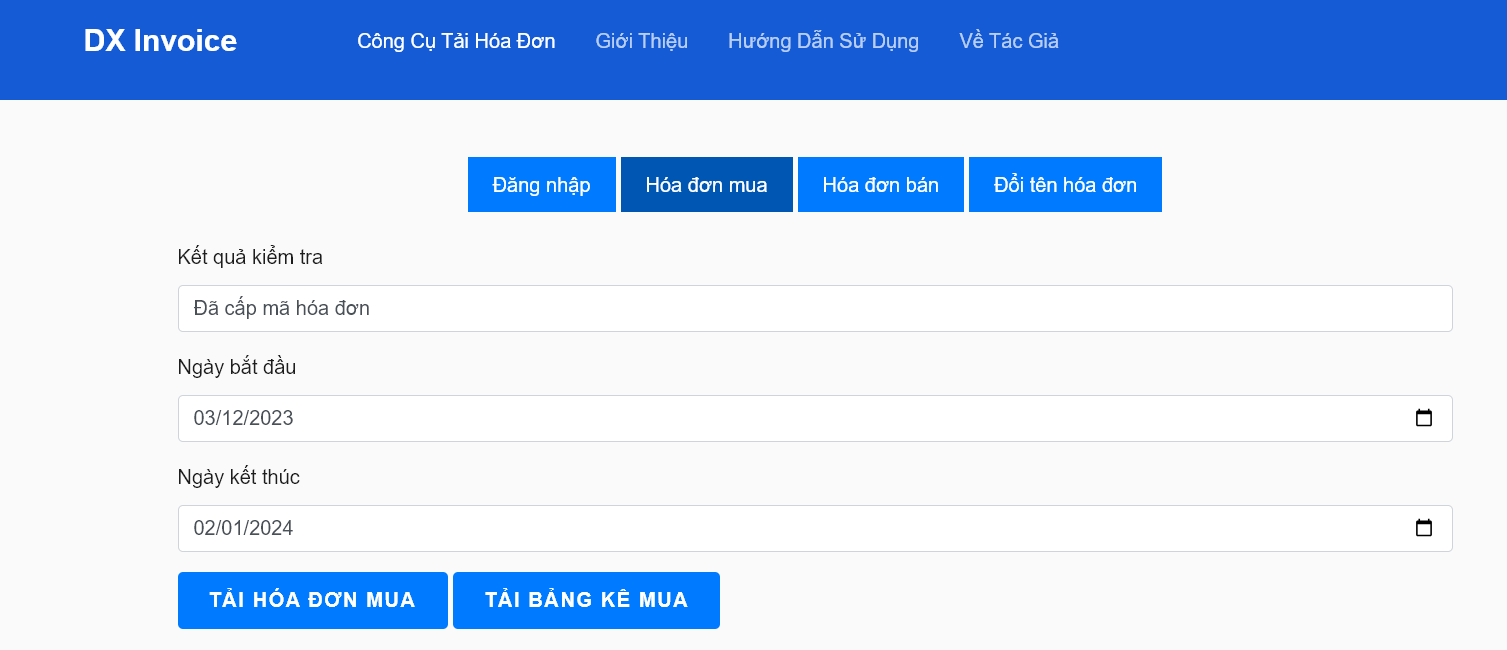 DX Invoice
Công Cụ Tải Hóa Đơn Giới Thiệu Hướng Dẫn Sử Dụng Về Tác Giả
Đăng nhập Hóa đơn mua Hóa đơn bán Đổi tên hóa đơn
Kết quả kiểm tra
Đã cấp mã hóa đơn
Ngày bắt đầu
03/12/2023
Ngày kết thúc
02/01/2024
TẢI HÓA ĐƠN MUA TẢI BẢNG KÊ MUA